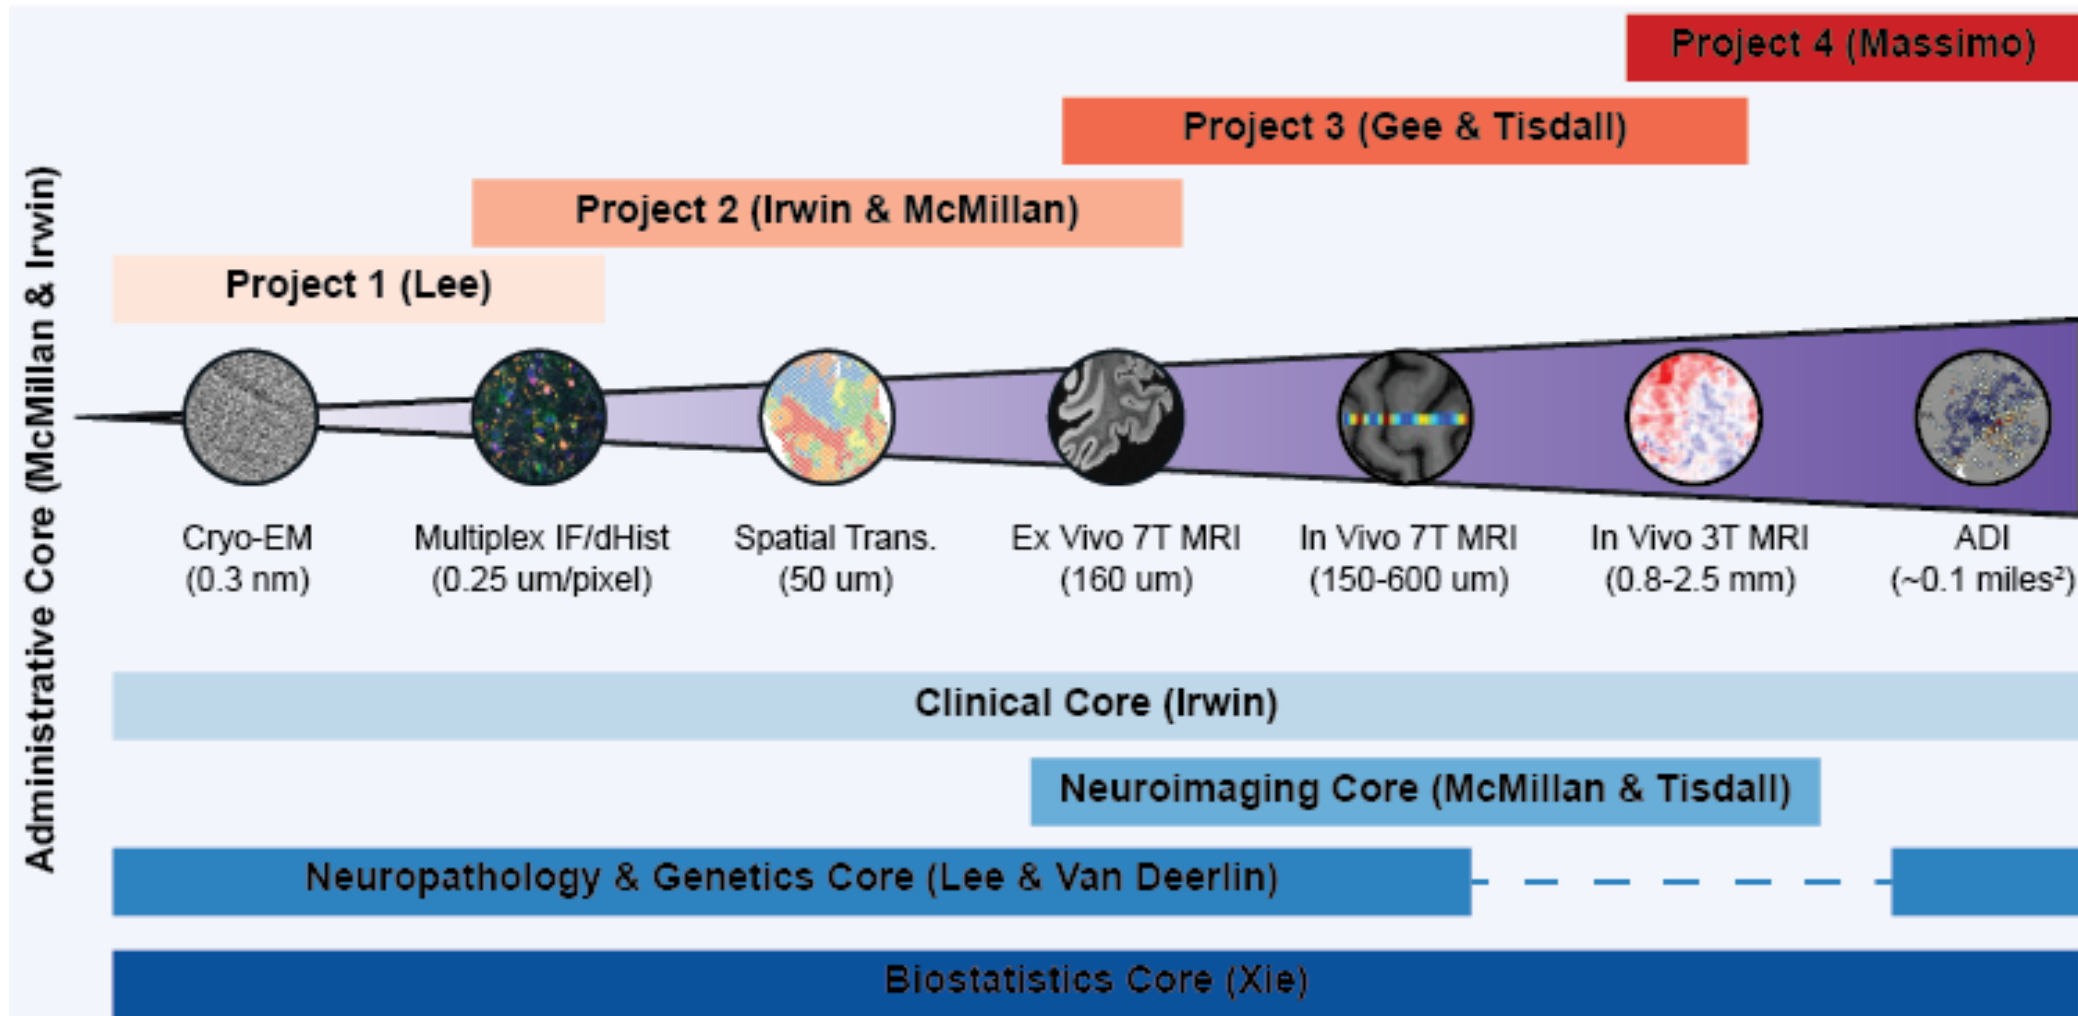 Administrative Core (McMillan & Irwin)
Project 4 (Massimo)
Project 3 (Gee & Tisdall)
Project 2 (Irwin & McMillan)
Project 1 (Lee)
Cryo-EM
(0.3 nm)
Multiplex IF/dHist
(0.25 um/pixel)
Spatial Trans.
(50 um)
Ex Vivo 7T MRI
(160 um)
In Vivo 7T MRI
(150-600 um)
In Vivo 3T MRI
(0.8-2.5 mm)
ADI
(~0.1 miles²)
Clinical Core (Irwin)
Neuroimaging Core (McMillan & Tisdall)
Neuropathology & Genetics Core (Lee & Van Deerlin)
Biostatistics Core (Xie)